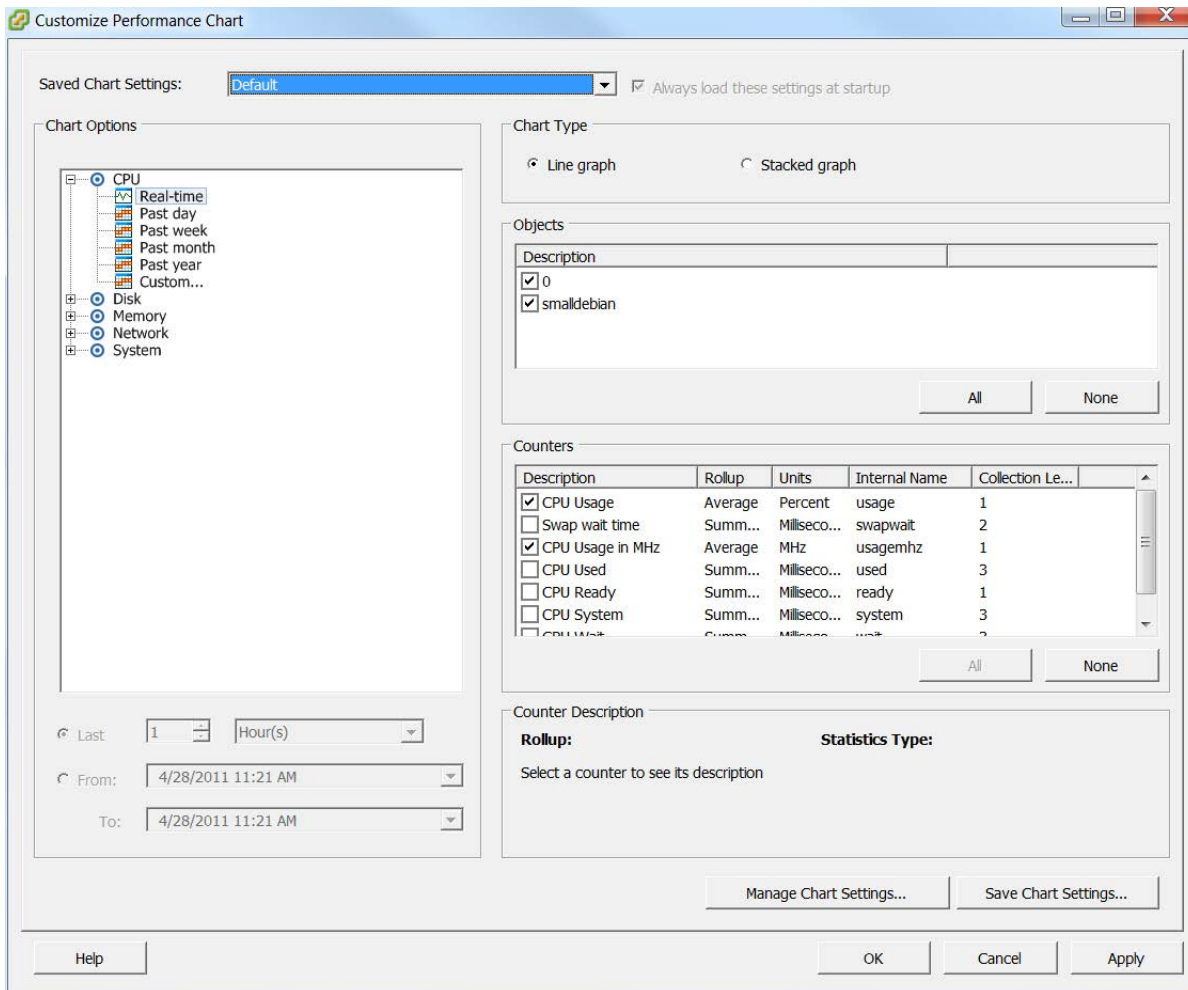 Customize Performance Chart
Saved Chart Settings: Default Always load these settings at startup
Chart Options
CPU
Real-time
Past day
Past week
Past month
Past year
Custom...
Disk
Memory
Network
System
Last 1 Hour(s)
From: 4/28/2011 11:21 AM
To: 4/28/2011 11:21 AM
Chart Type
Line graph Stacked graph
Objects
Description
0
smalldebian
All None
Counters
Description Rollup Units Internal Name Collection Le...
CPU Usage Average Percent usage 1
Swap wait time Summ... Milliseco... swapwait 2
CPU Usage in MHz Average MHz usagemhz 1
CPU Used Summ... Milliseco... used 3
CPU Ready Summ... Milliseco... ready 1
CPU System Summ... Milliseco... system 3
CPU Wait Summ... Milliseco... wait
All None
Counter Description
Rollup: Statistics Type:
Select a counter to see its description
Manage Chart Settings... Save Chart Settings...
Help OK Cancel Apply